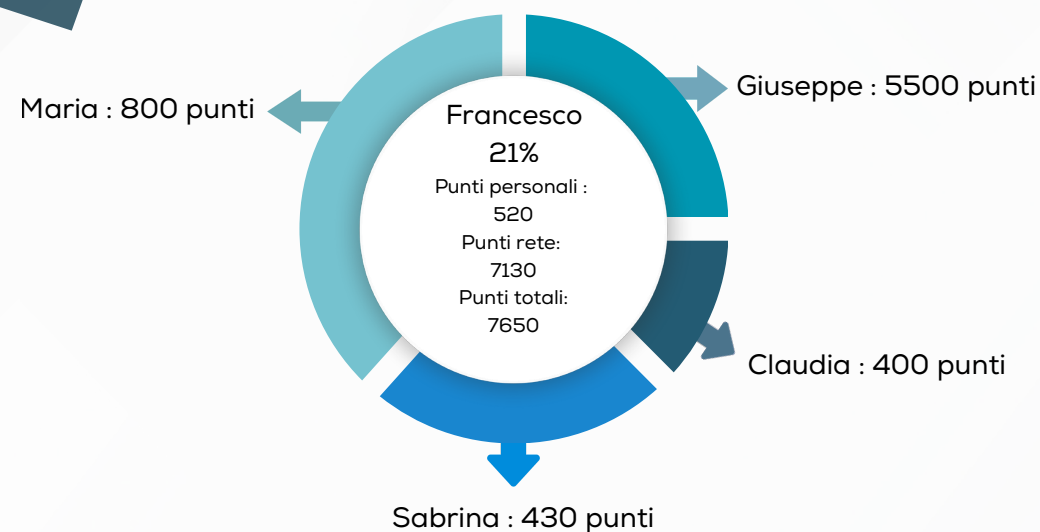 Giuseppe : 5500 punti
Maria : 800 punti
Francesco
21%
Punti personali :
520
Punti rete:
7130
Punti totali:
7650
Claudia : 400 punti
Sabrina : 430 punti